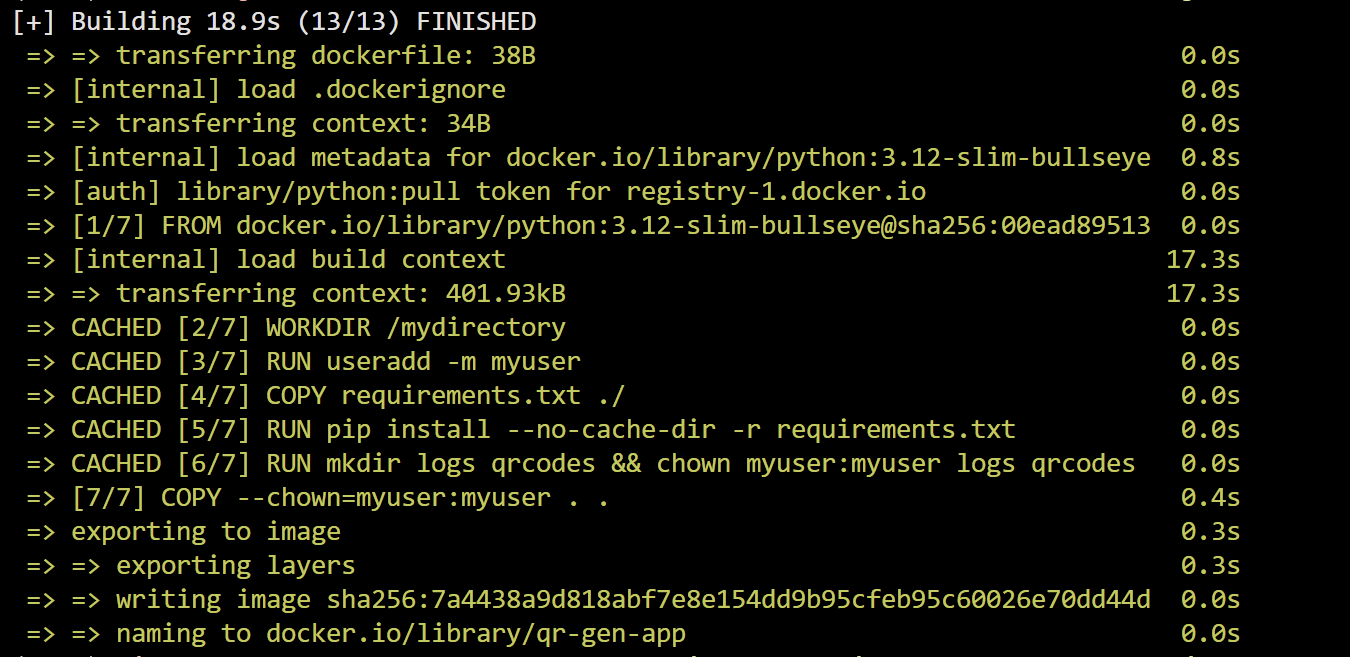 [+] Building 18.9s (13/13) FINISHED
=> => transferring dockerfile: 38B 0.0s
=> [internal] load .dockerignore 0.0s
=> => transferring context: 34B 0.0s
=> [internal] load metadata for docker.io/library/python:3.12-slim-bullseye 0.8s
=> [auth] library/python:pull token for registry-1.docker.io 0.0s
=> [1/7] FROM docker.io/library/python:3.12-slim-bullseye@sha256:00ead89513 0.0s
=> [internal] load build context 17.3s
=> => transferring context: 401.93kB 17.3s
=> CACHED [2/7] WORKDIR /mydirectory 0.0s
=> CACHED [3/7] RUN useradd -m myuser 0.0s
=> CACHED [4/7] COPY requirements.txt ./ 0.0s
=> CACHED [5/7] RUN pip install --no-cache-dir -r requirements.txt 0.0s
=> CACHED [6/7] RUN mkdir logs qrcodes && chown myuser:myuser logs qrcodes 0.0s
=> [7/7] COPY --chown=myuser:myuser . . 0.4s
=> exporting to image 0.3s
=> => exporting layers 0.3s
=> => writing image sha256:7a4438a9d818abf7e8e154dd9b95cfeb95c60026e70dd44d 0.0s
=> => naming to docker.io/library/qr-gen-app 0.0s